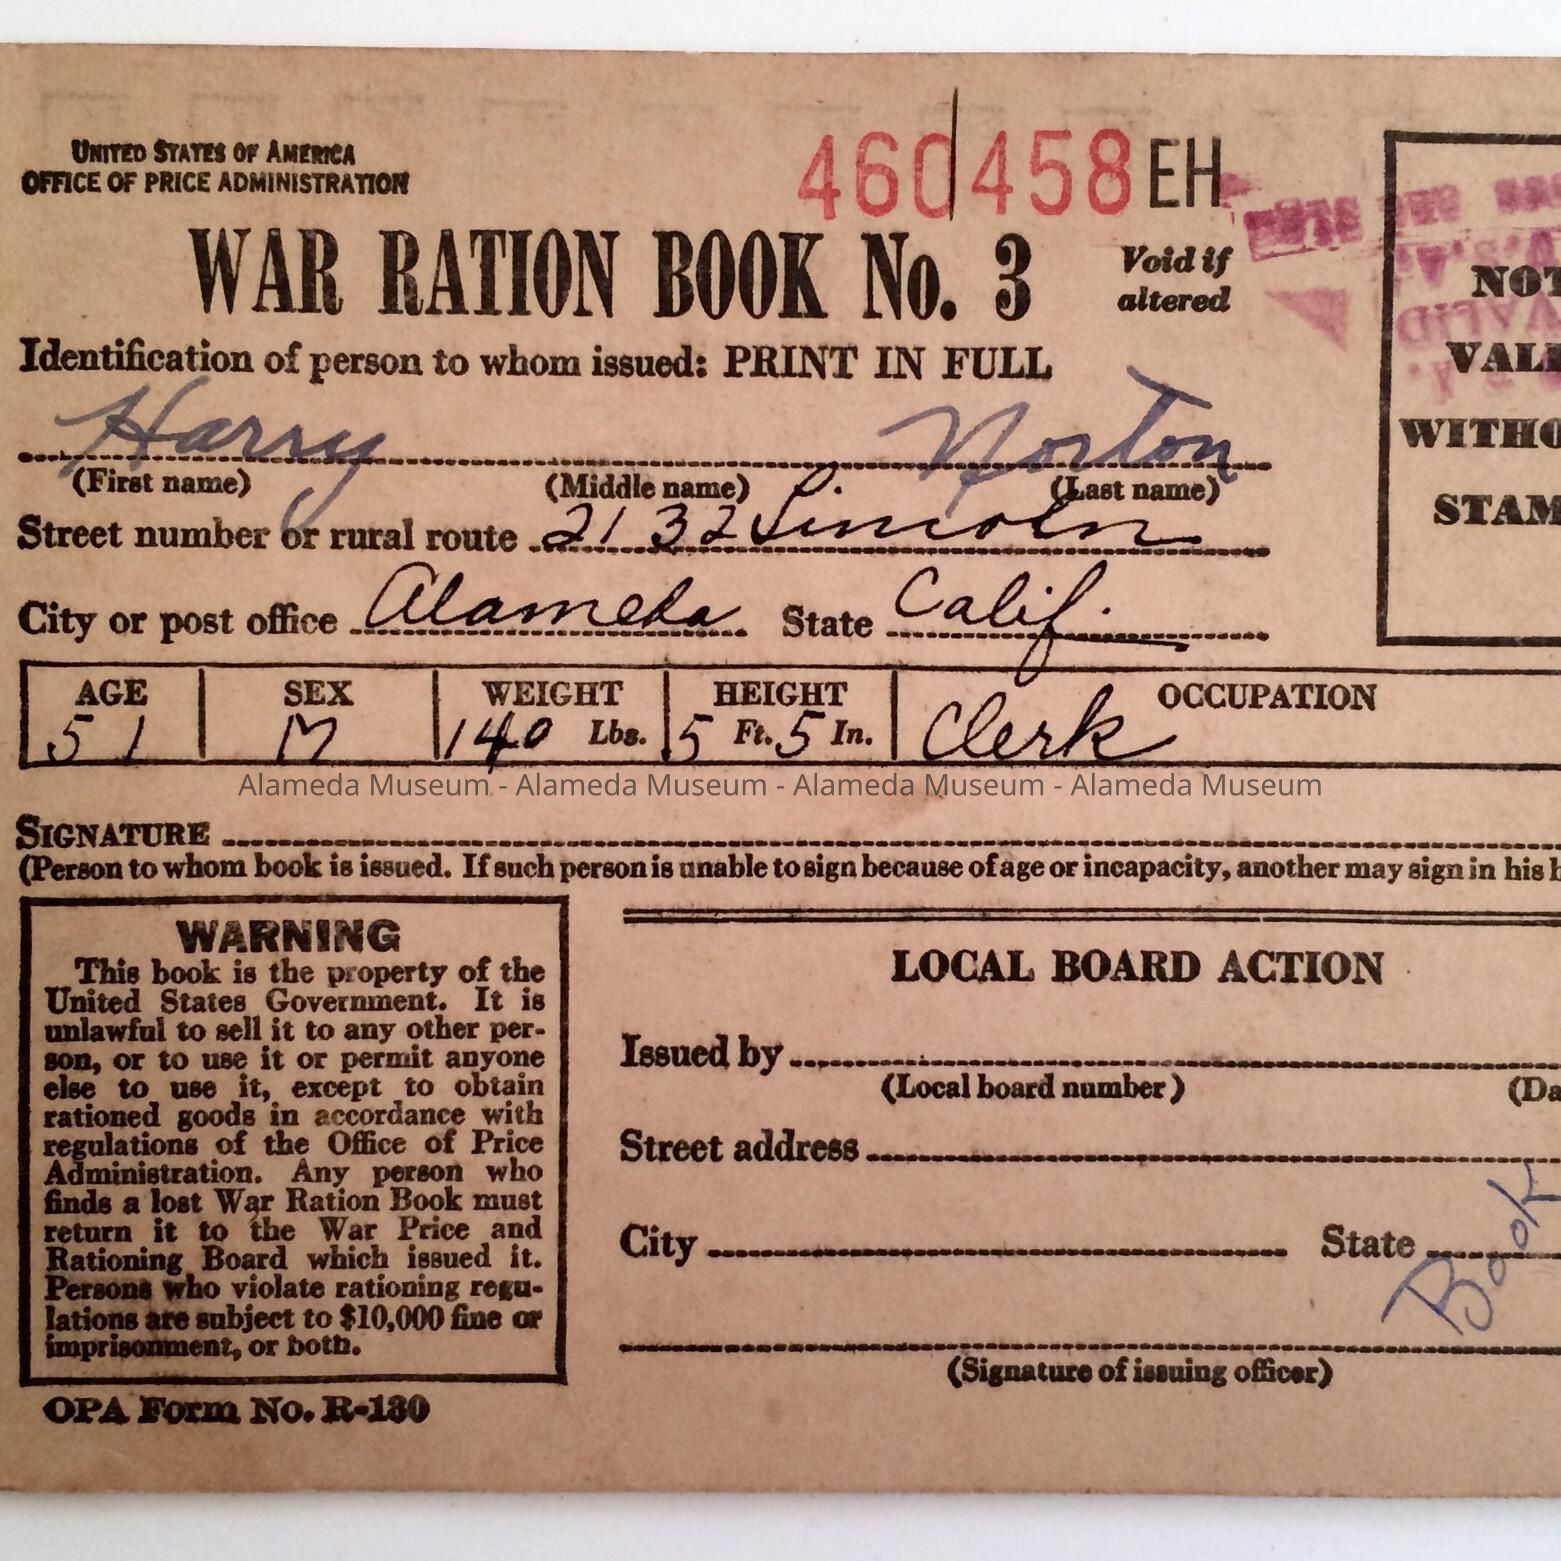 UNITED STATES OF AMERICA
OFFICE OF PRICE ADMINISTRATION
460458 EH
WAR RATION BOOK No. 3
Void if
altered
Identification of person to whom issued: PRINT IN FULL
Harry Norton
(First name) (Middle name) (Last name)
Street number or rural route 2132 Lincoln
City or post office Alameda State Calif.
AGE SEX WEIGHT HEIGHT OCCUPATION
51 M 140 Lbs. 5 Ft. 5 In. Clerk
Alameda Museum - Alameda Museum - Alameda Museum - Alameda Museum
SIGNATURE
(Person to whom book is issued. If such person is unable to sign because of age or incapacity, another may sign in his b
WARNING
This book is the property of the
United States Government. It is
unlawful to sell it to any other per-
son, or to use it or permit anyone
else to use it, except to obtain
rationed goods in accordance with
regulations of the Office of Price
Administration. Any person who
finds a lost War Ration Book must
return it to the War Price and
Rationing Board which issued it.
Persons who violate rationing regu-
lations are subject to $10,000 fine or
imprisonment, or both.
OPA Form No. R-130
LOCAL BOARD ACTION
Issued by
(Local board number) (Da
Street address
City State
Book
(Signature of issuing officer)
NOT
VALI
WITHO
STAM